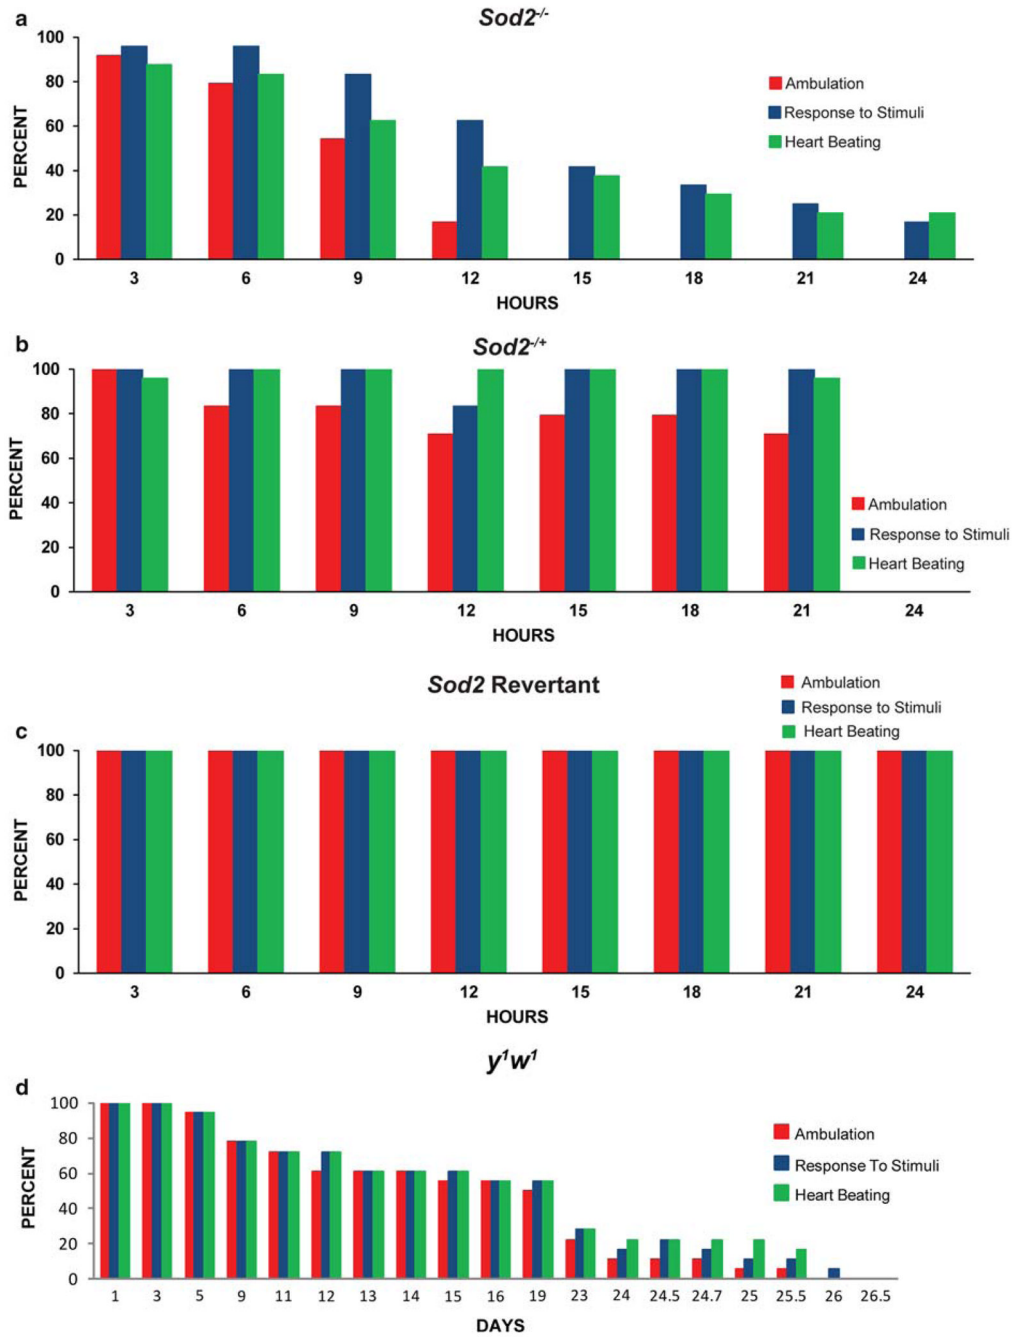 a
Sod2-/-
100
80
60
40
20
0
PERCENT
Ambulation
Response to Stimuli
Heart Beating
3 6 9 12 15 18 21 24
HOURS
b
Sod2-/+
100
80
60
40
20
0
PERCENT
Ambulation
Response to Stimuli
Heart Beating
3 6 9 12 15 18 21 24
HOURS
Sod2 Revertant
Ambulation
Response to Stimuli
Heart Beating
c
100
80
60
40
20
0
PERCENT
3 6 9 12 15 18 21 24
HOURS
y1w1
d
100
80
60
40
20
0
PERCENT
Ambulation
Response To Stimuli
Heart Beating
1 3 5 9 11 12 13 14 15 16 19 23 24 24.5 24.7 25 25.5 26 26.5
DAYS